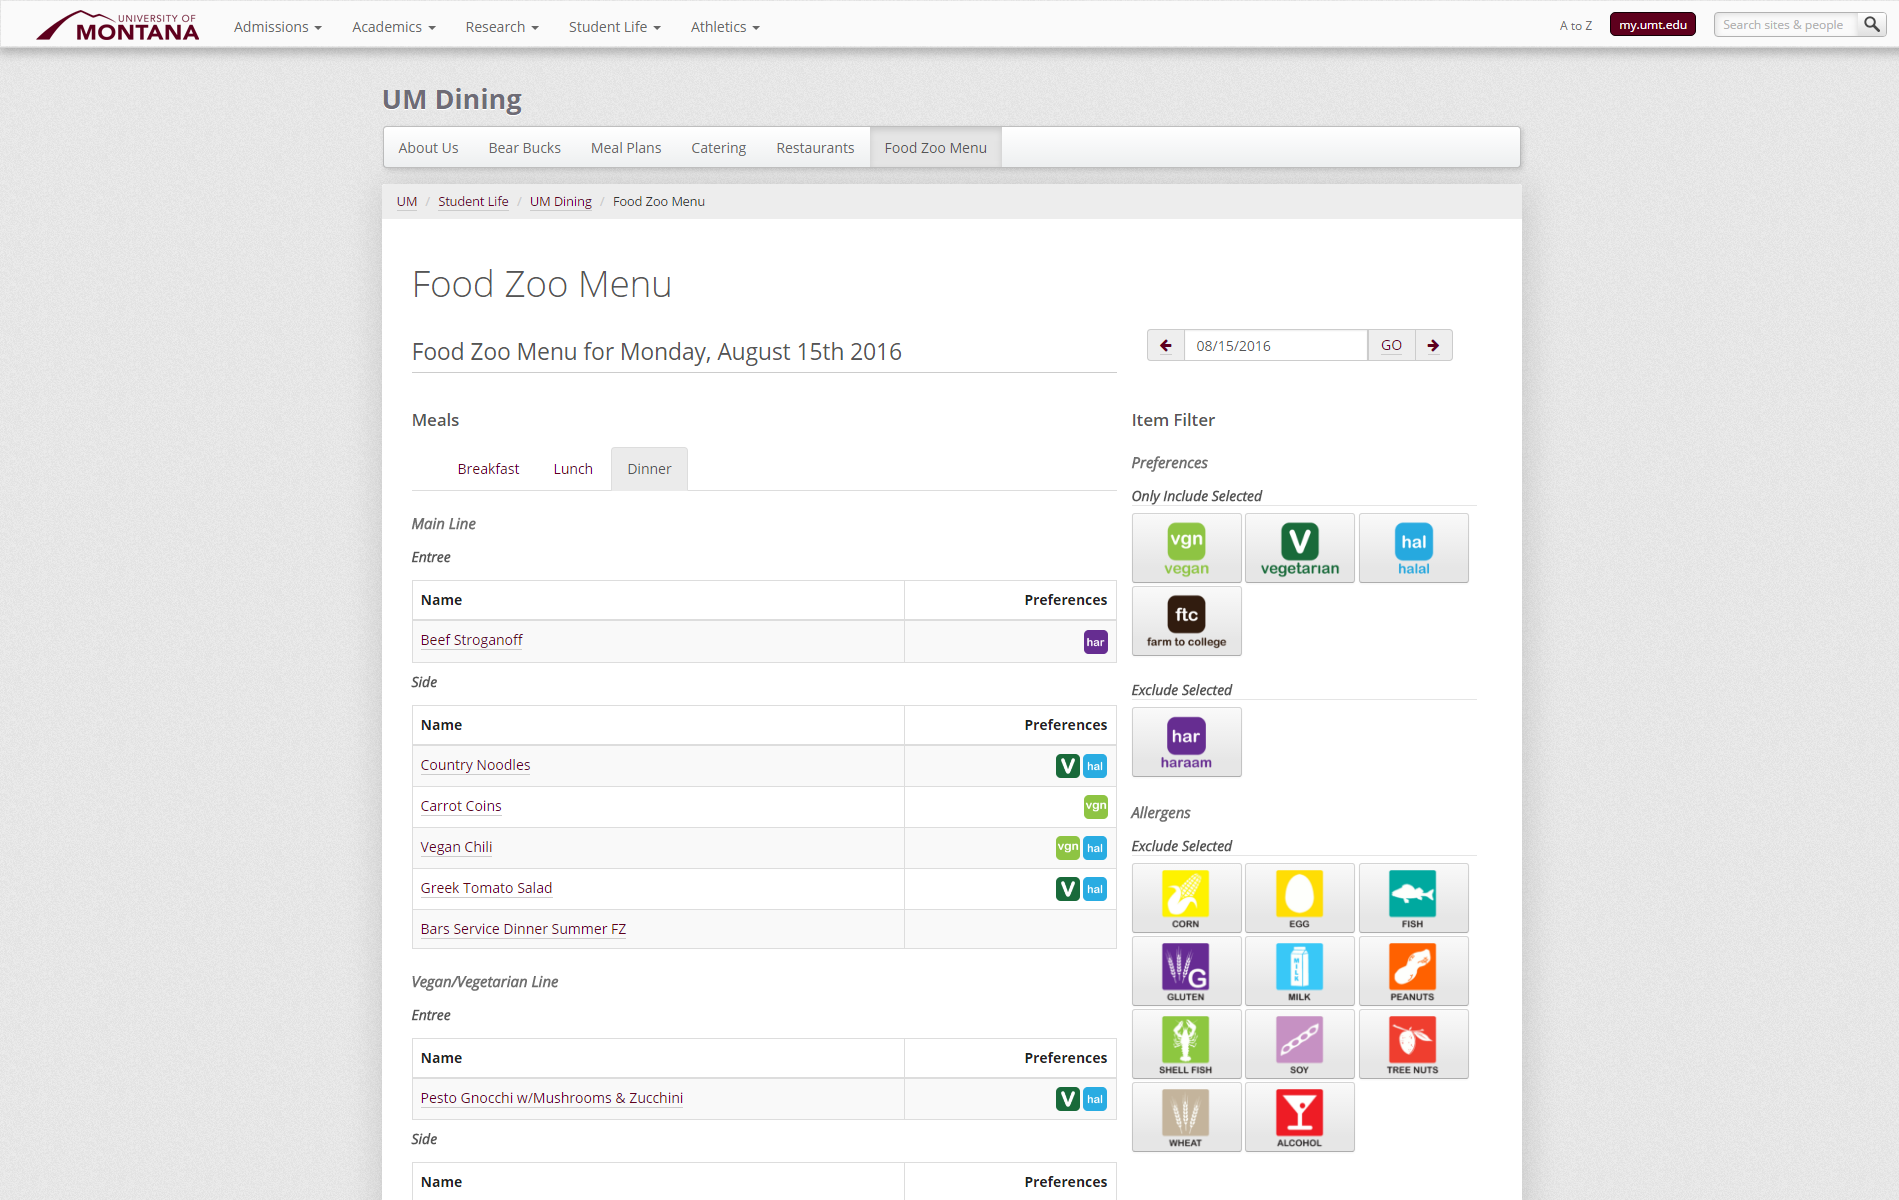 UNIVERSITY OF
MONTANA
Admissions
Academics
Research
Student Life
Athletics
A to Z
my.umt.edu
Search sites & people
UM Dining
About Us
Bear Bucks
Meal Plans
Catering
Restaurants
Food Zoo Menu
UM / Student Life / UM Dining / Food Zoo Menu
Food Zoo Menu
Food Zoo Menu for Monday, August 15th 2016
08/15/2016
GO
Meals
Breakfast
Lunch
Dinner
Main Line
Entree
Name Preferences
Beef Stroganoff har
Side
Name Preferences
Country Noodles V hal
Carrot Coins vgn
Vegan Chili vgn hal
Greek Tomato Salad V hal
Bars Service Dinner Summer FZ
Vegan/Vegetarian Line
Entree
Name Preferences
Pesto Gnocchi w/Mushrooms & Zucchini V hal
Side
Name Preferences
Item Filter
Preferences
Only Include Selected
vgn
vegan
V
vegetarian
hal
halal
ftc
farm to college
Exclude Selected
har
haraam
Allergens
Exclude Selected
CORN
EGG
FISH
G
GLUTEN
MILK
MILK
PEANUTS
SHELL FISH
SOY
TREE NUTS
WHEAT
ALCOHOL